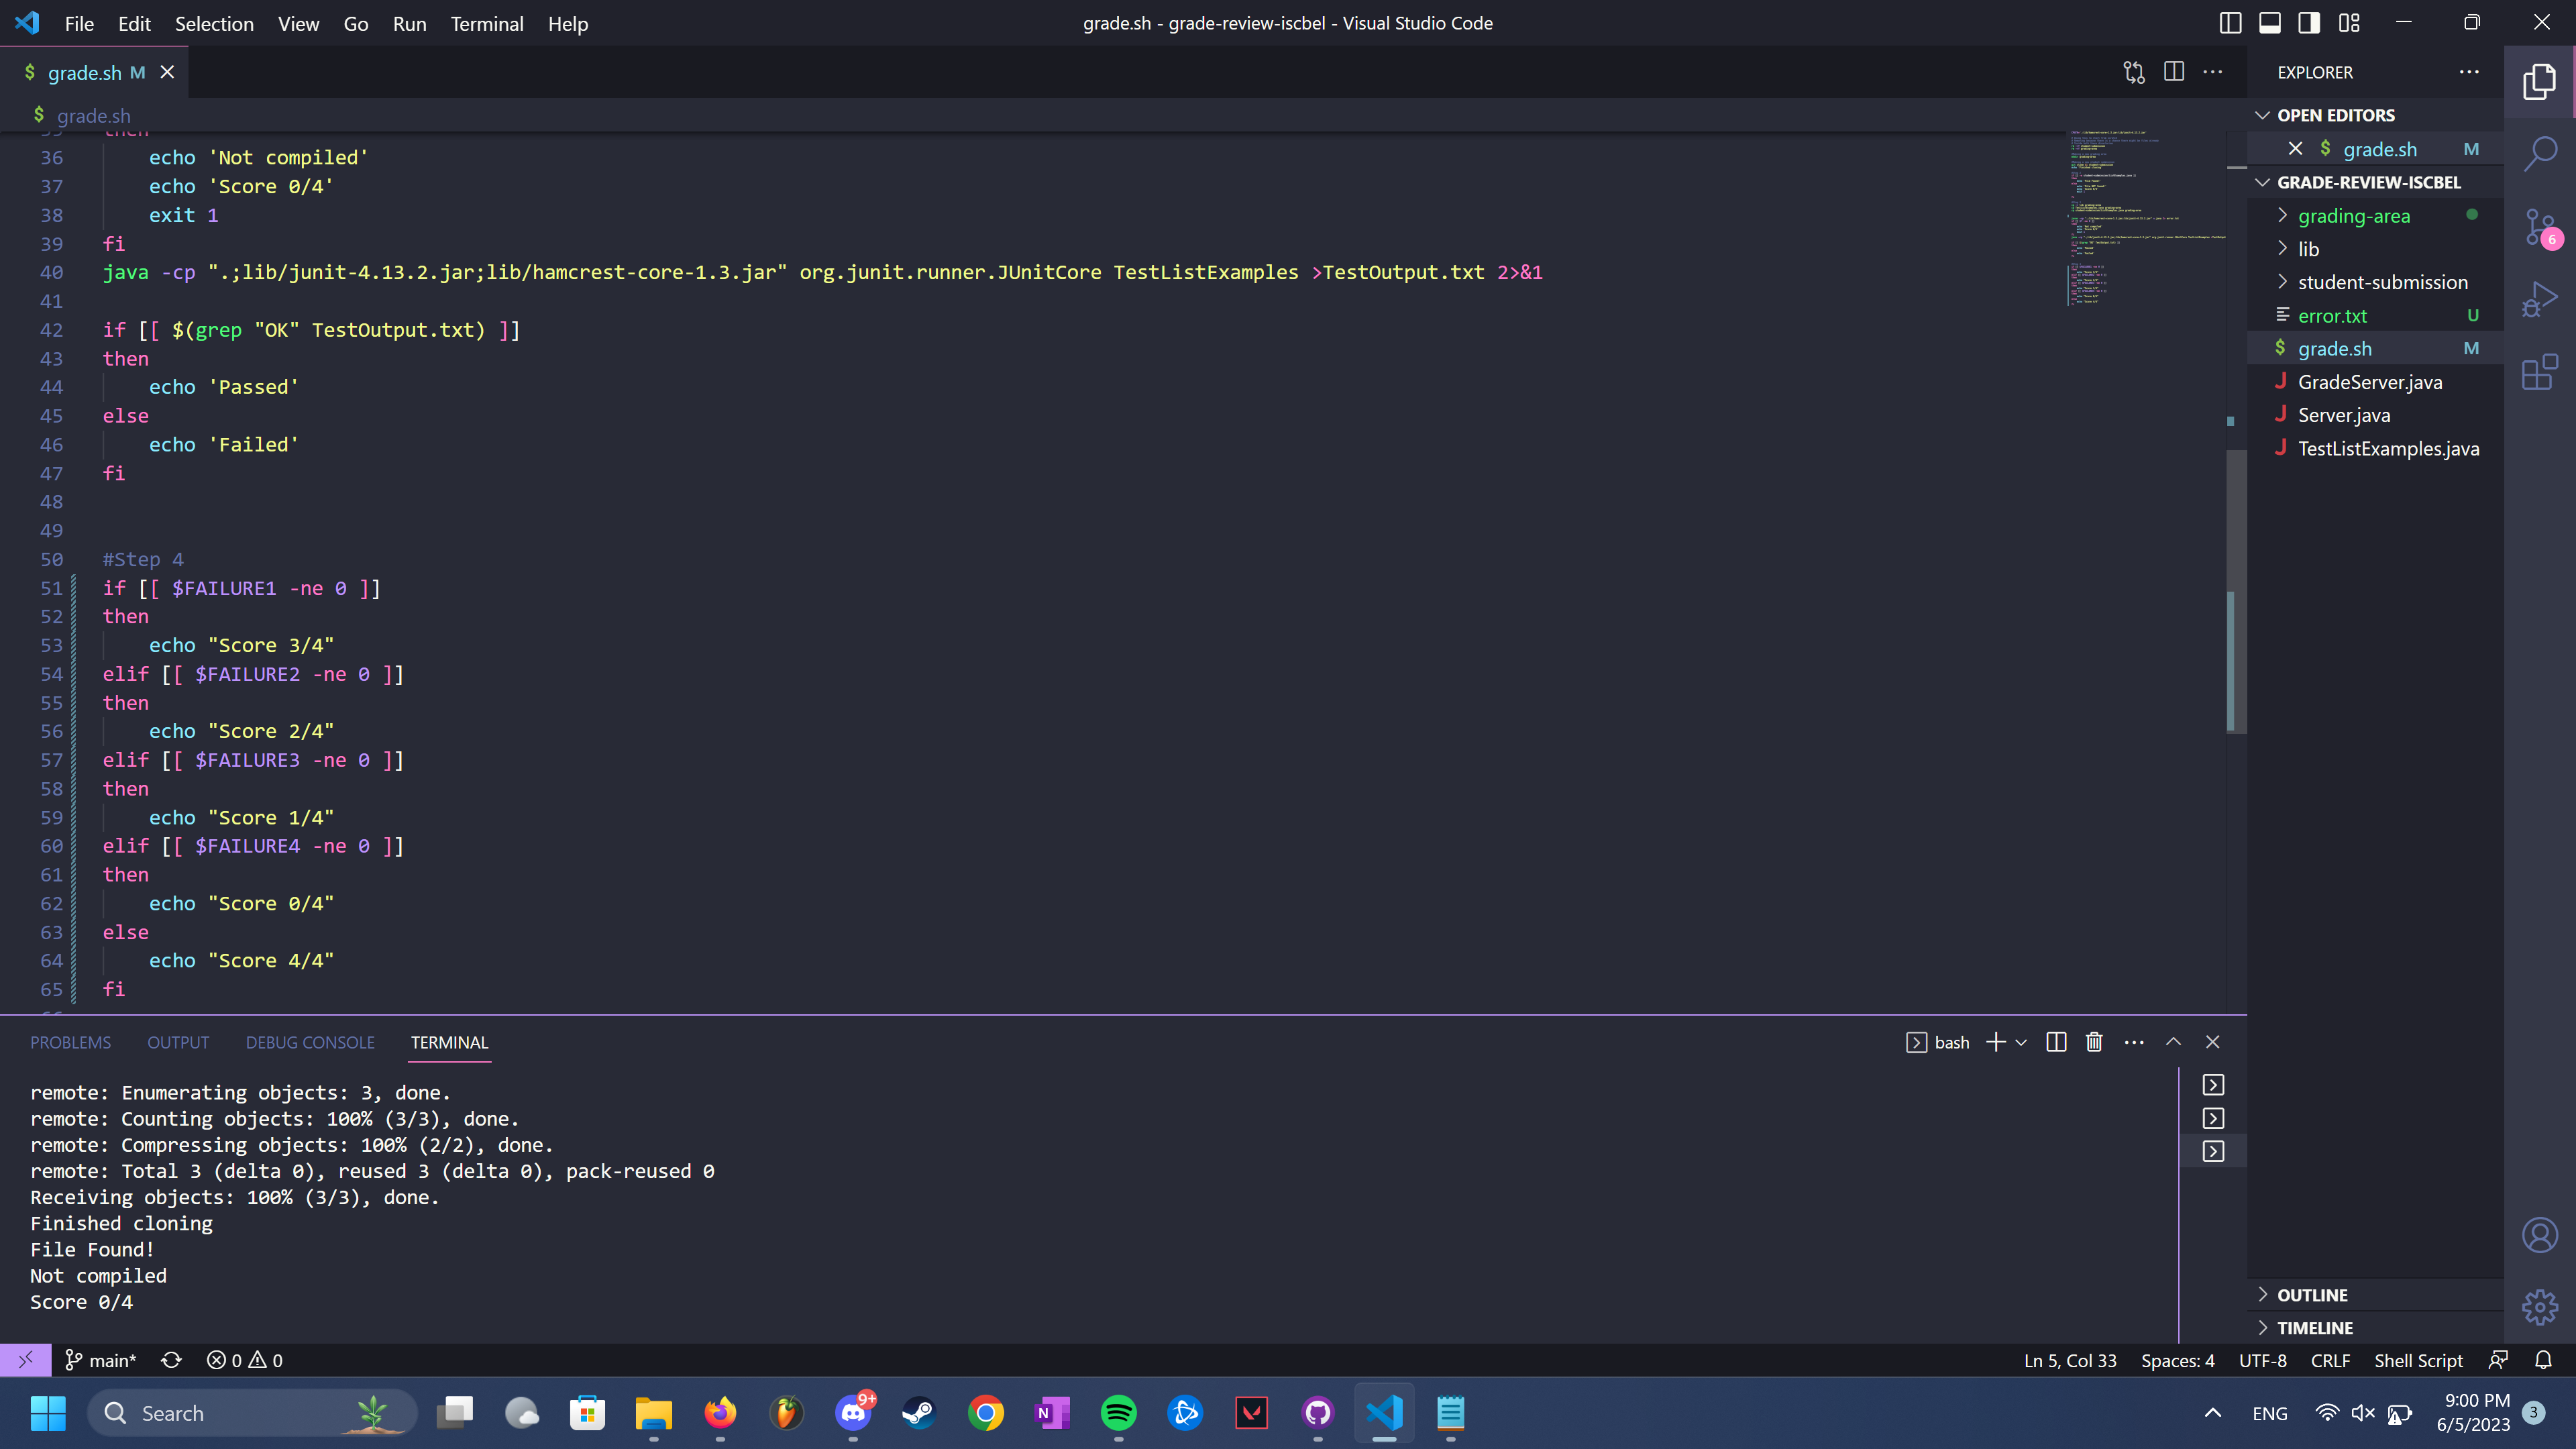 File Edit Selection View Go Run Terminal Help
grade.sh - grade-review-iscbel - Visual Studio Code
$ grade.sh M
$ grade.sh
35 then
36 echo 'Not compiled'
37 echo 'Score 0/4'
38 exit 1
39 fi
40 java -cp ".;lib/junit-4.13.2.jar;lib/hamcrest-core-1.3.jar" org.junit.runner.JUnitCore TestListExamples >TestOutput.txt 2>&1
41
42 if [[ $(grep "OK" TestOutput.txt) ]]
43 then
44 echo 'Passed'
45 else
46 echo 'Failed'
47 fi
48
49
50 #Step 4
51 if [[ $FAILURE1 -ne 0 ]]
52 then
53 echo "Score 3/4"
54 elif [[ $FAILURE2 -ne 0 ]]
55 then
56 echo "Score 2/4"
57 elif [[ $FAILURE3 -ne 0 ]]
58 then
59 echo "Score 1/4"
60 elif [[ $FAILURE4 -ne 0 ]]
61 then
62 echo "Score 0/4"
63 else
64 echo "Score 4/4"
65 fi
EXPLORER
OPEN EDITORS
$ grade.sh M
GRADE-REVIEW-ISCBEL
grading-area
lib
student-submission
error.txt U
$ grade.sh M
J GradeServer.java
J Server.java
J TestListExamples.java
OUTLINE
TIMELINE
6
PROBLEMS OUTPUT DEBUG CONSOLE TERMINAL
bash
remote: Enumerating objects: 3, done.
remote: Counting objects: 100% (3/3), done.
remote: Compressing objects: 100% (2/2), done.
remote: Total 3 (delta 0), reused 3 (delta 0), pack-reused 0
Receiving objects: 100% (3/3), done.
Finished cloning
File Found!
Not compiled
Score 0/4
main* 0 0
Ln 5, Col 33 Spaces: 4 UTF-8 CRLF Shell Script
Search
9+
N
ENG
9:00 PM
6/5/2023
3